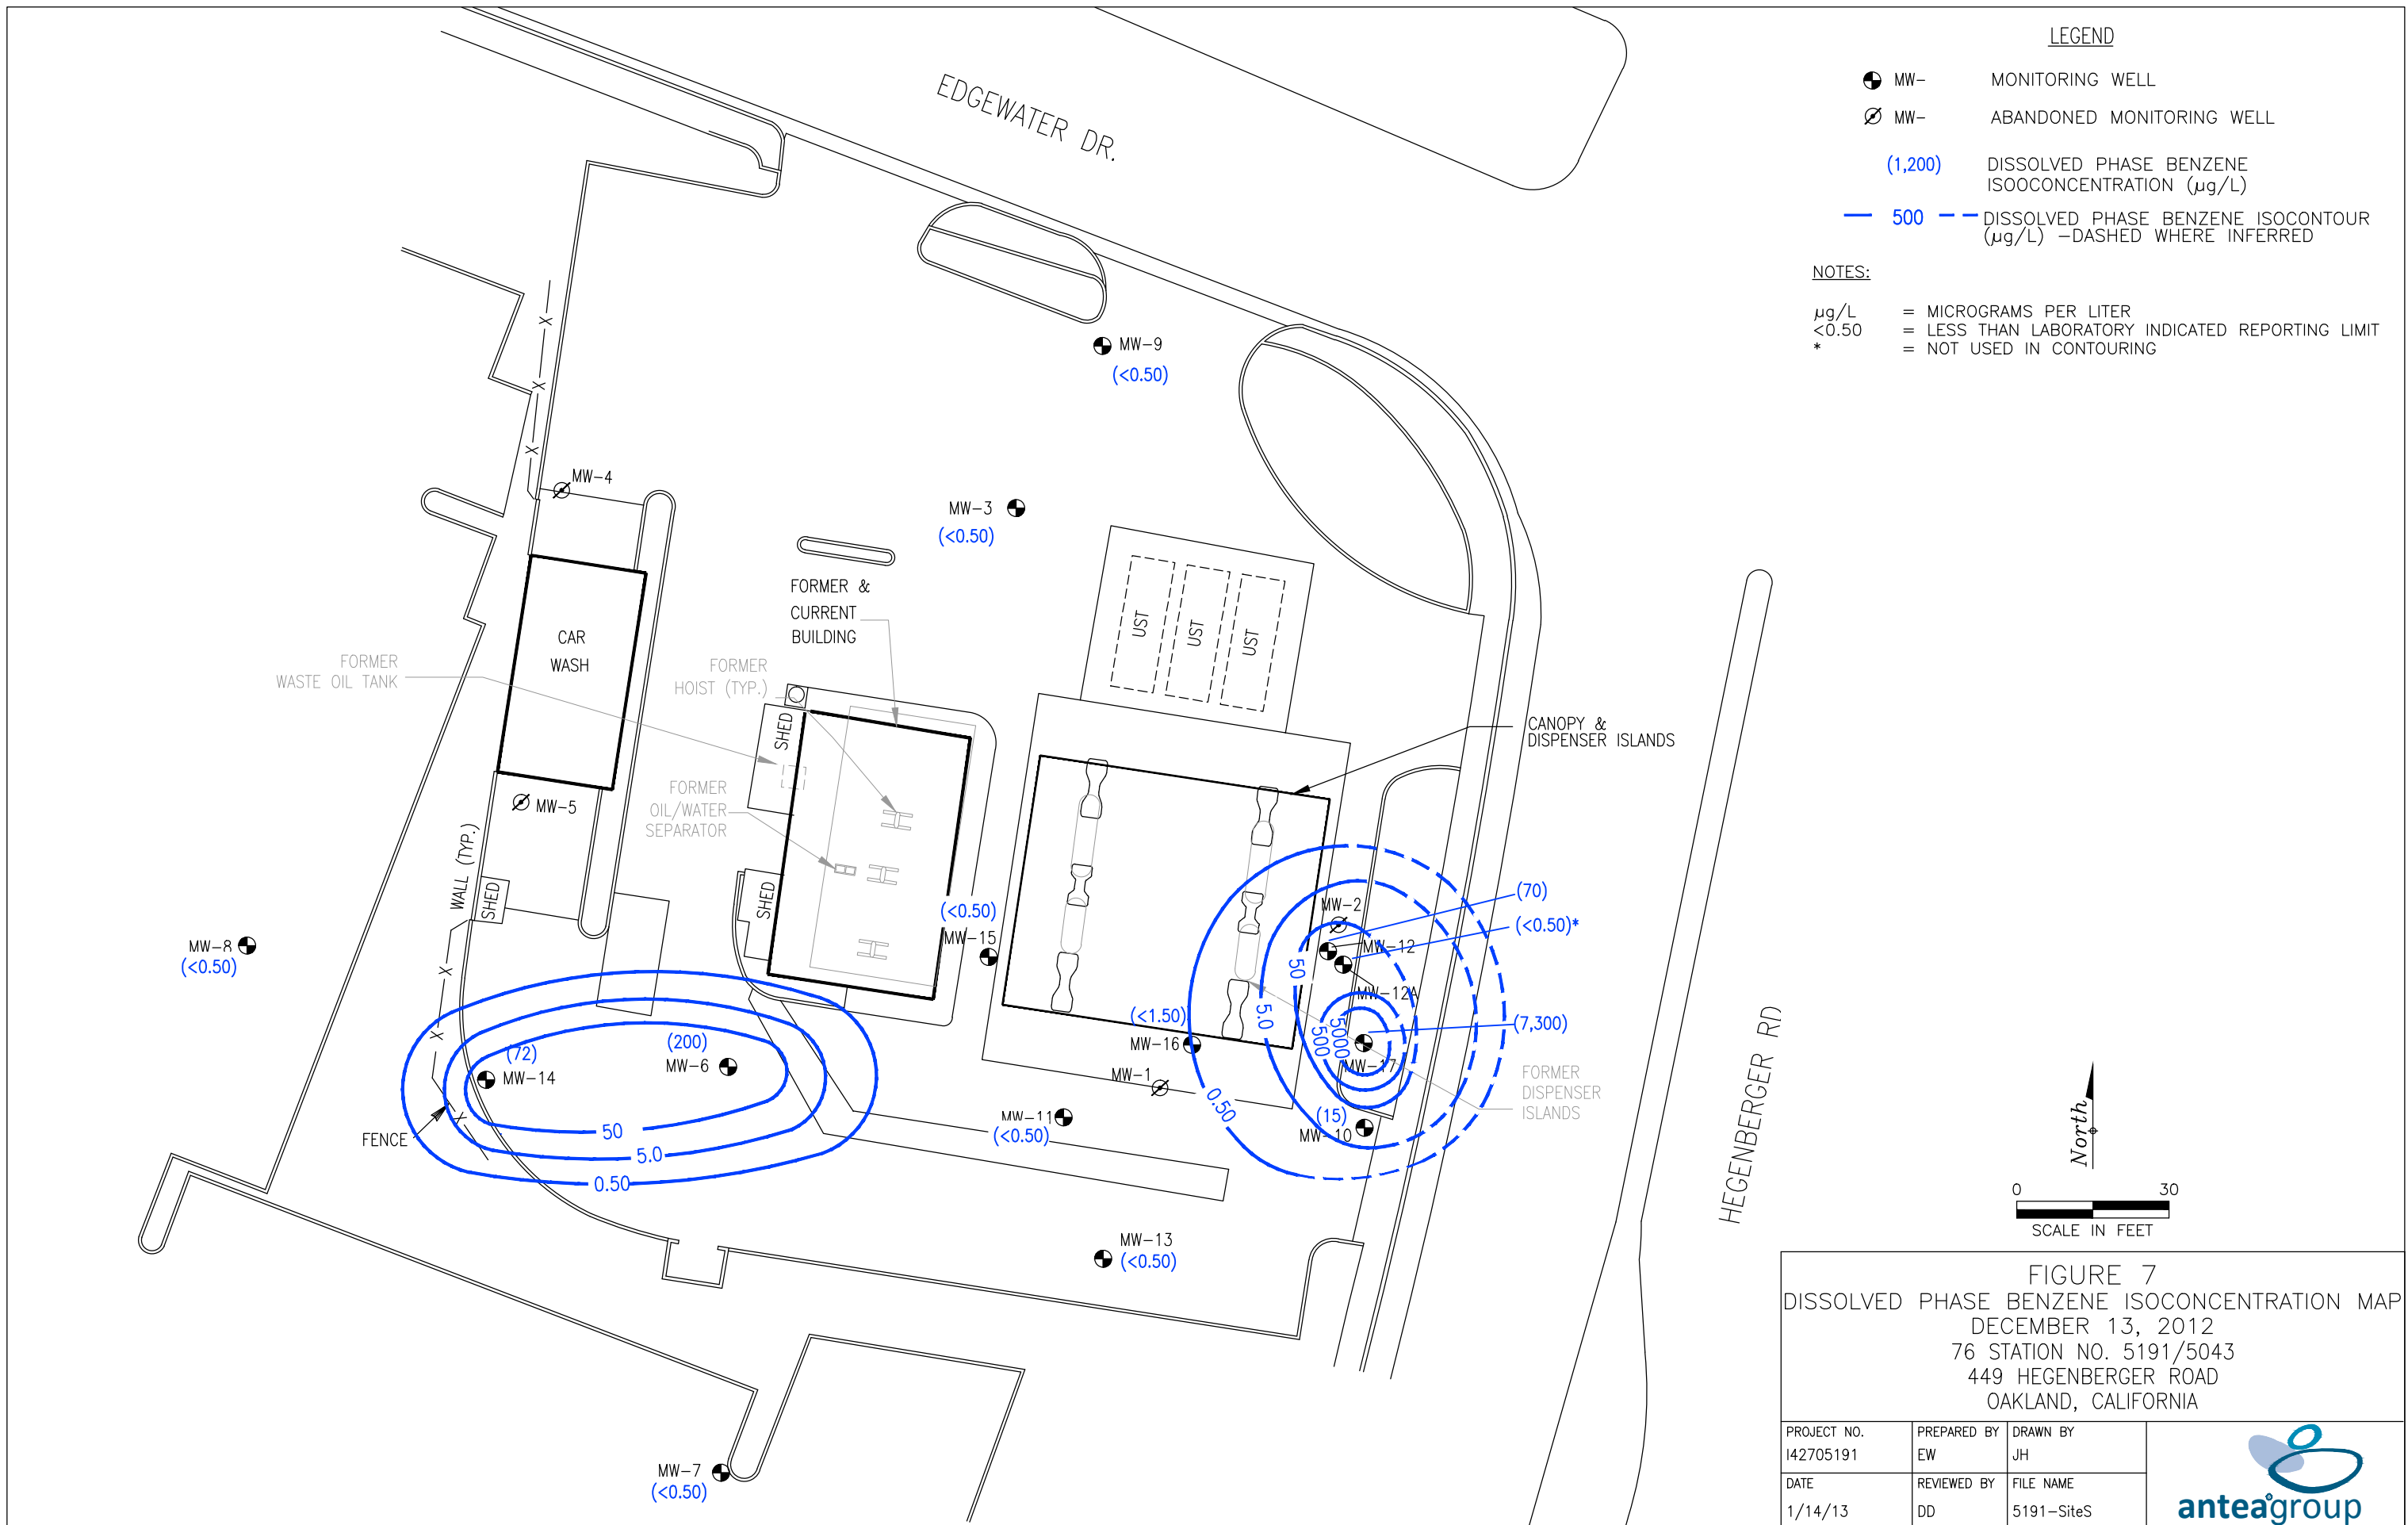 LEGEND
MW- MONITORING WELL
MW- ABANDONED MONITORING WELL
(1,200) DISSOLVED PHASE BENZENE
ISOOCONCENTRATION (µg/L)
500 DISSOLVED PHASE BENZENE ISOCONTOUR
(µg/L) -DASHED WHERE INFERRED
NOTES:
µg/L = MICROGRAMS PER LITER
<0.50 = LESS THAN LABORATORY INDICATED REPORTING LIMIT
* = NOT USED IN CONTOURING
EDGEWATER DR.
MW-9
(<0.50)
X
X
X
MW-4
MW-3
(<0.50)
FORMER &
CURRENT
BUILDING
UST
UST
UST
CAR
WASH
FORMER
WASTE OIL TANK
FORMER
HOIST (TYP.)
SHED
CANOPY &
DISPENSER ISLANDS
FORMER
OIL/WATER
SEPARATOR
MW-5
WALL (TYP.)
SHED
SHED
(<0.50)
MW-15
MW-2
(70)
(<0.50)*
MW-12
MW-12A
MW-8
(<0.50)
X
X
X
50
5.0
500
5000
0.50
(7,300)
MW-17
(<1.50)
MW-16
MW-1
(72)
MW-14
(200)
MW-6
50
5.0
0.50
FENCE
MW-11
(<0.50)
(15)
MW-10
FORMER
DISPENSER
ISLANDS
HEGENBERGER RD
MW-13
(<0.50)
MW-7
(<0.50)
North
0 30
SCALE IN FEET
FIGURE 7
DISSOLVED PHASE BENZENE ISOCONCENTRATION MAP
DECEMBER 13, 2012
76 STATION NO. 5191/5043
449 HEGENBERGER ROAD
OAKLAND, CALIFORNIA
PROJECT NO. PREPARED BY DRAWN BY
I42705191 EW JH
DATE REVIEWED BY FILE NAME
1/14/13 DD 5191-SiteS
anteagroup